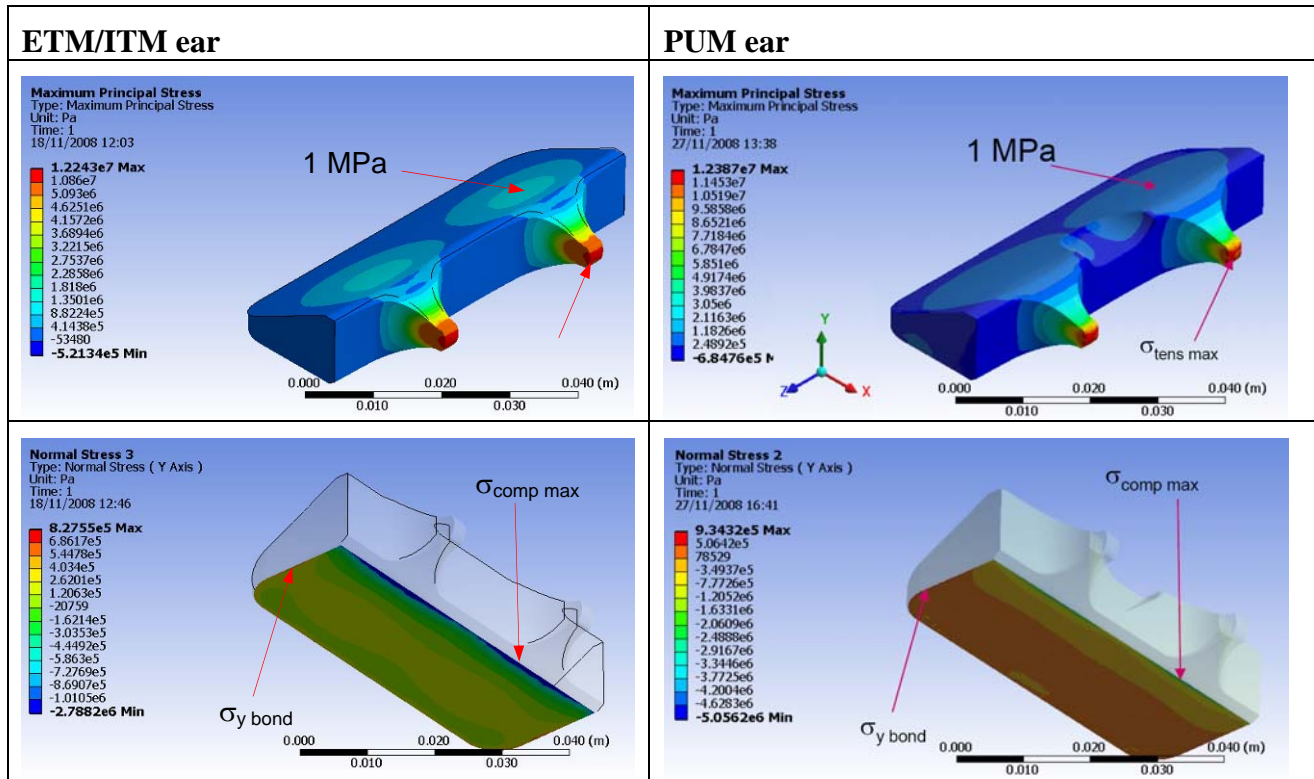 ETM/ITM ear
PUM ear
Maximum Principal Stress
Type: Maximum Principal Stress
Unit: Pa
Time: 1
18/11/2008 12:03
1.2243e7 Max
1.086e7
5.093e6
4.6251e6
4.1572e6
3.6894e6
3.2215e6
2.7537e6
2.2858e6
1.818e6
1.3501e6
8.8224e5
4.1438e5
-53480
-5.2134e5 Min
1 MPa
0.000
0.020
0.040 (m)
0.010
0.030
Maximum Principal Stress
Type: Maximum Principal Stress
Unit: Pa
Time: 1
27/11/2008 13:38
1.2387e7 Max
1.1453e7
1.0519e7
9.5858e6
8.6521e6
7.7184e6
6.7847e6
5.851e6
4.9174e6
3.9837e6
3.05e6
2.1163e6
1.1826e6
2.4892e5
-6.8476e5 M
1 MPa
σtens max
Y
Z
X
0.000
0.020
0.040 (m)
0.010
0.030
Normal Stress 3
Type: Normal Stress ( Y Axis )
Unit: Pa
Time: 1
18/11/2008 12:46
8.2755e5 Max
6.8617e5
5.4478e5
4.034e5
2.6201e5
1.2063e5
-20759
-1.6214e5
-3.0353e5
-4.4492e5
-5.863e5
-7.2769e5
-8.6907e5
-1.0105e6
-2.7882e6 Min
σcomp max
σy bond
0.000
0.020
0.040 (m)
0.010
0.030
Normal Stress 2
Type: Normal Stress ( Y Axis )
Unit: Pa
Time: 1
27/11/2008 16:41
9.3432e5 Max
5.0642e5
78529
-3.4937e5
-7.7726e5
-1.2052e6
-1.6331e6
-2.0609e6
-2.4888e6
-2.9167e6
-3.3446e6
-3.7725e6
-4.2004e6
-4.6283e6
-5.0562e6 Min
σcomp max
σy bond
0.000
0.020
0.040 (m)
0.010
0.030